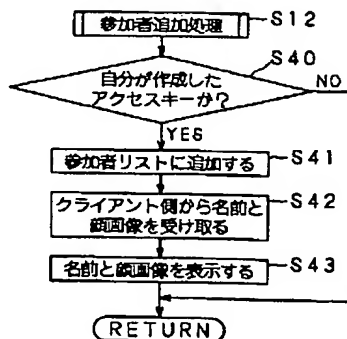 参加者追加処理 S12
自分が作成した S40
アクセスキーか? NO
YES
参加者リストに追加する S41
クライアント側から名前と S42
顔画像を受け取る
名前と顔画像を表示する S43
RETURN